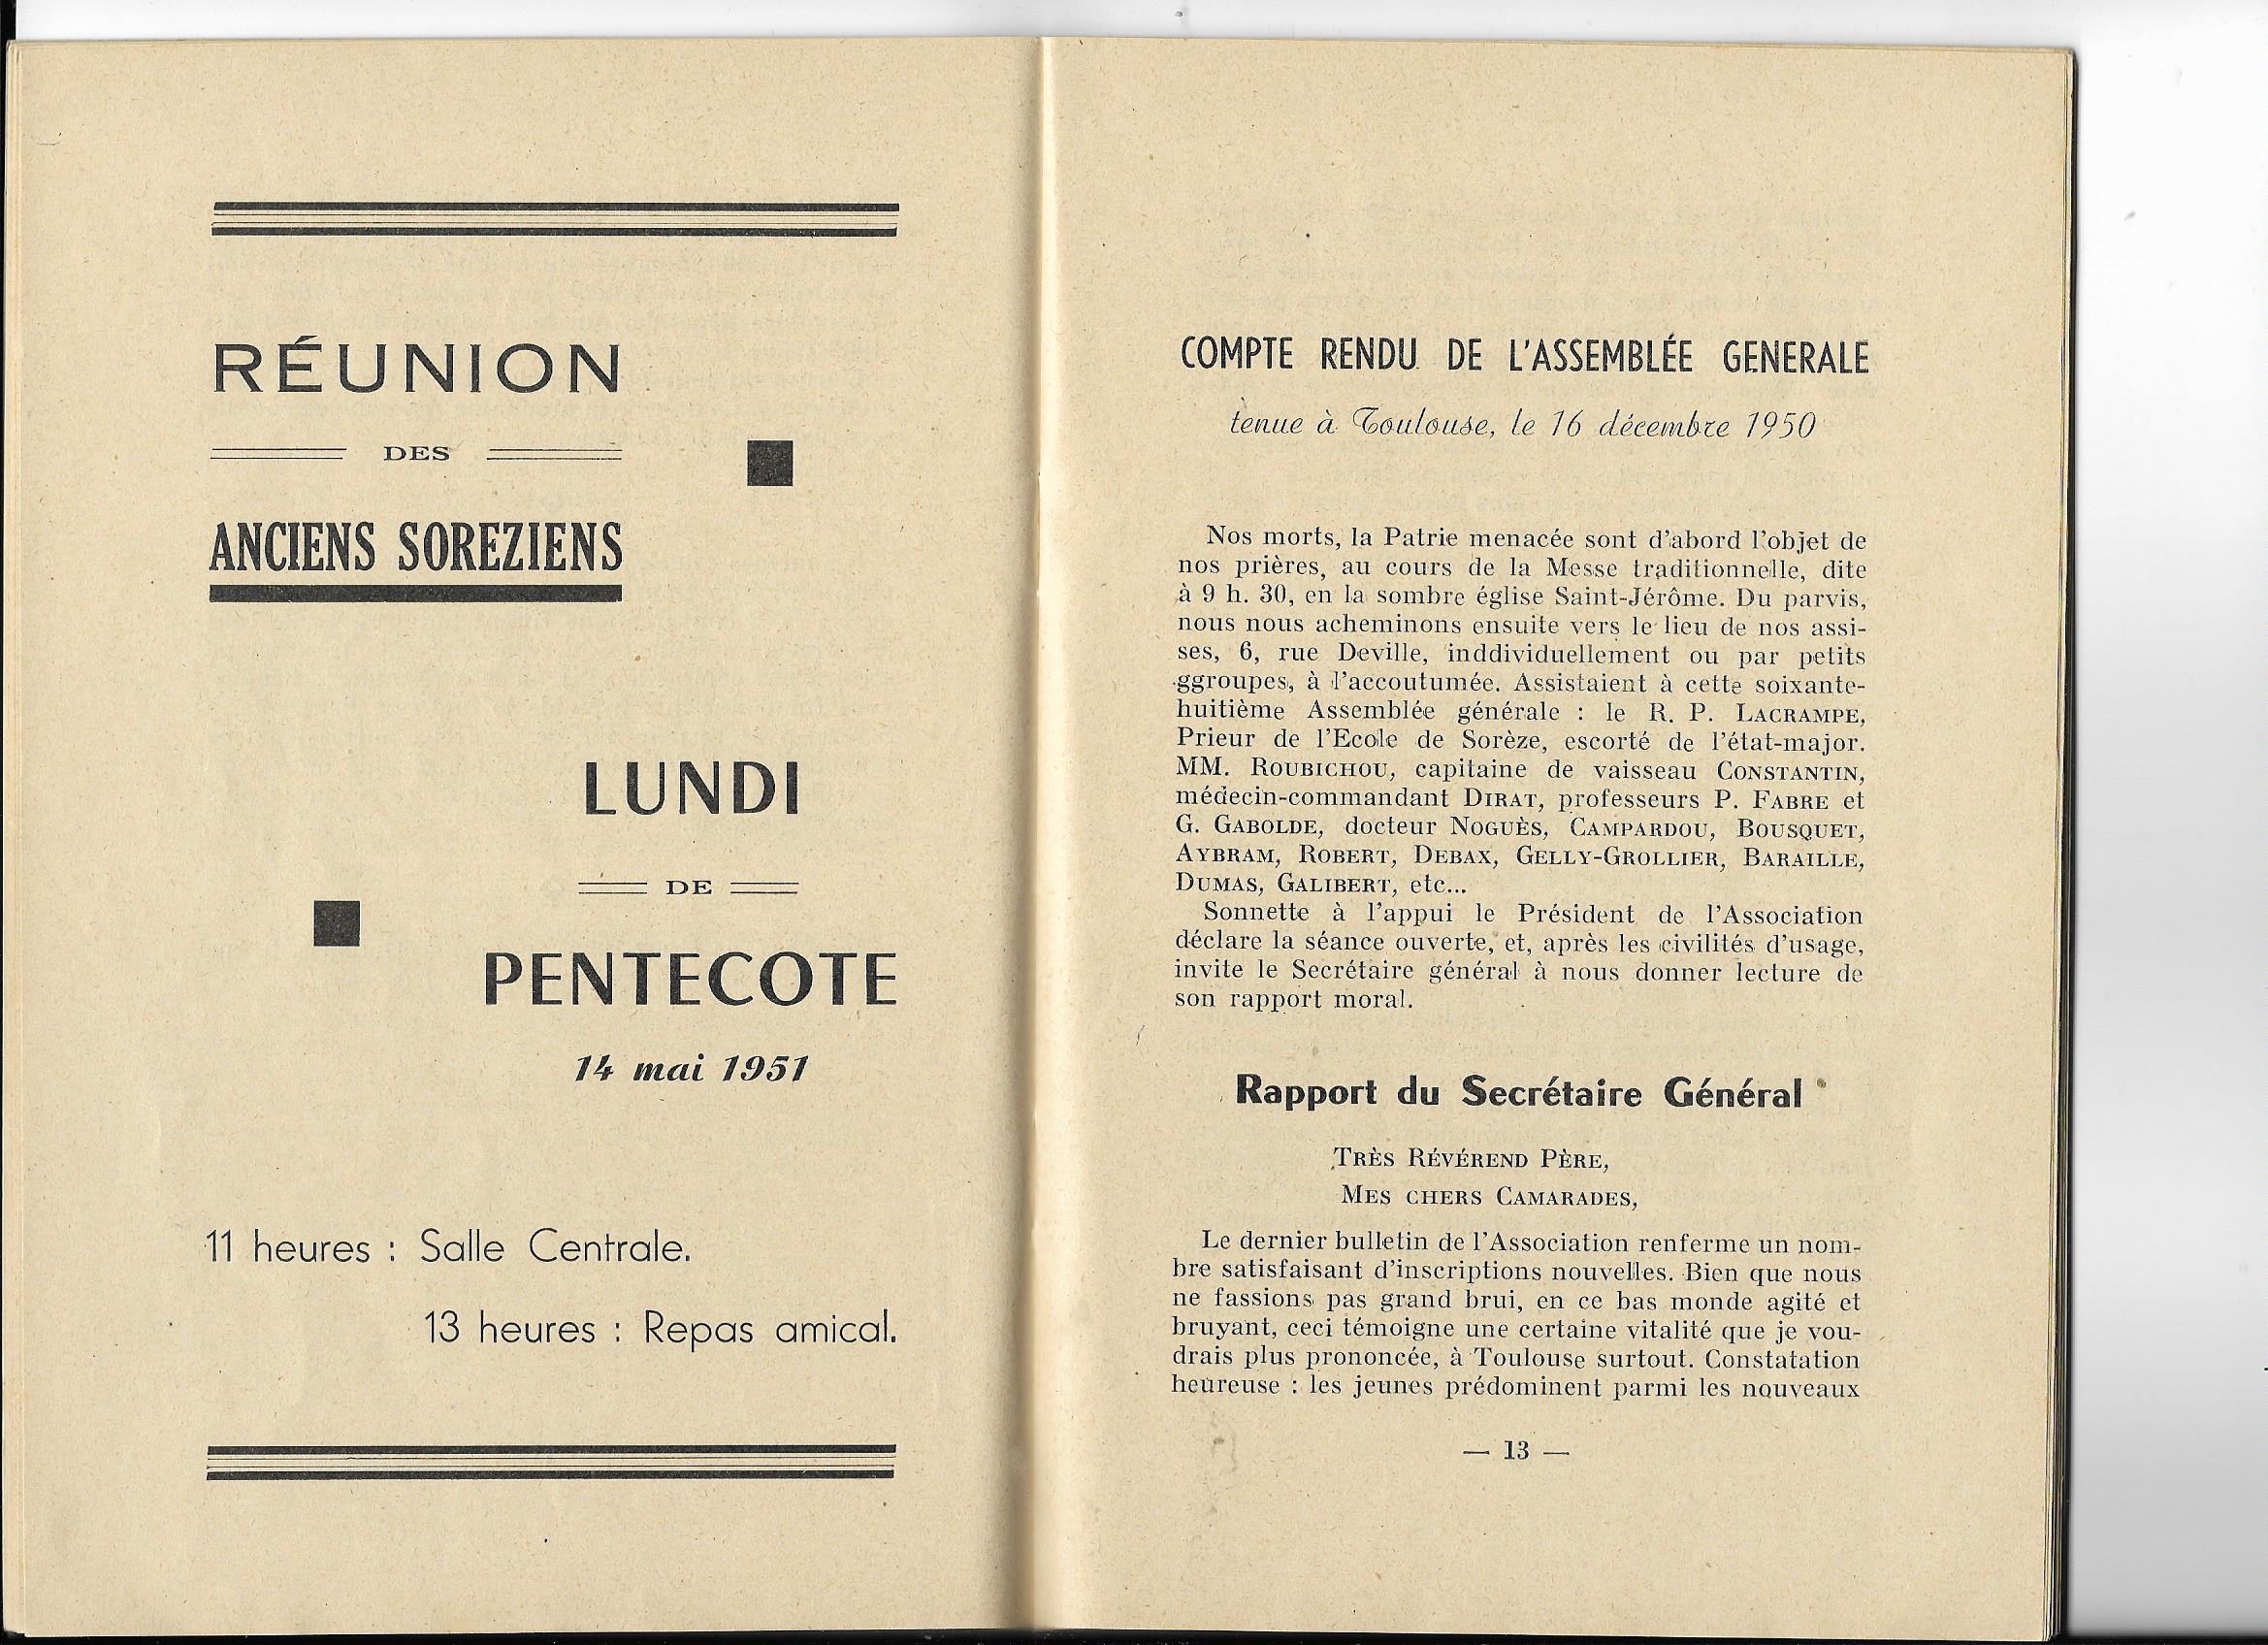 RÉUNION
DES
ANCIENS SOREZIENS
LUNDI
DE
PENTECOTE
14 mai 1951
11 heures : Salle Centrale.
13 heures : Repas amical.
COMPTE RENDU DE L'ASSEMBLÉE GENERALE
tenue à Toulouse, le 16 décembre 1950
Nos morts, la Patrie menacée sont d'abord l'objet de
nos prières, au cours de la Messe traditionnelle, dite
à 9 h. 30, en la sombre église Saint-Jérôme. Du parvis,
nous nous acheminons ensuite vers le lieu de nos assi-
ses, 6, rue Deville, inddividuellement ou par petits
ggroupes, à l'accoutumée. Assistaient à cette soixante-
huitième Assemblée générale : le R. P. LACRAMPE,
Prieur de l'Ecole de Sorèze, escorté de l'état-major.
MM. ROUBICHOU, capitaine de vaisseau CONSTANTIN,
médecin-commandant DIRAT, professeurs P. FABRE et
G. GABOLDE, docteur NOGUÈS, CAMPARDOU, BOUSQUET,
AYBRAM, ROBERT, DEBAX, GELLY-GROLLIER, BARAILLE,
DUMAS, GALIBERT, etc...
Sonnette à l'appui le Président de l'Association
déclare la séance ouverte, et, après les civilités d'usage,
invite le Secrétaire général à nous donner lecture de
son rapport moral.
Rapport du Secrétaire Général
TRÈS RÉVÉREND PÈRE,
MES CHERS CAMARADES,
Le dernier bulletin de l'Association renferme un nom-
bre satisfaisant d'inscriptions nouvelles. Bien que nous
ne fassions pas grand brui, en ce bas monde agité et
bruyant, ceci témoigne une certaine vitalité que je vou-
drais plus prononcée, à Toulouse surtout. Constatation
heureuse : les jeunes prédominent parmi les nouveaux
— 13 —